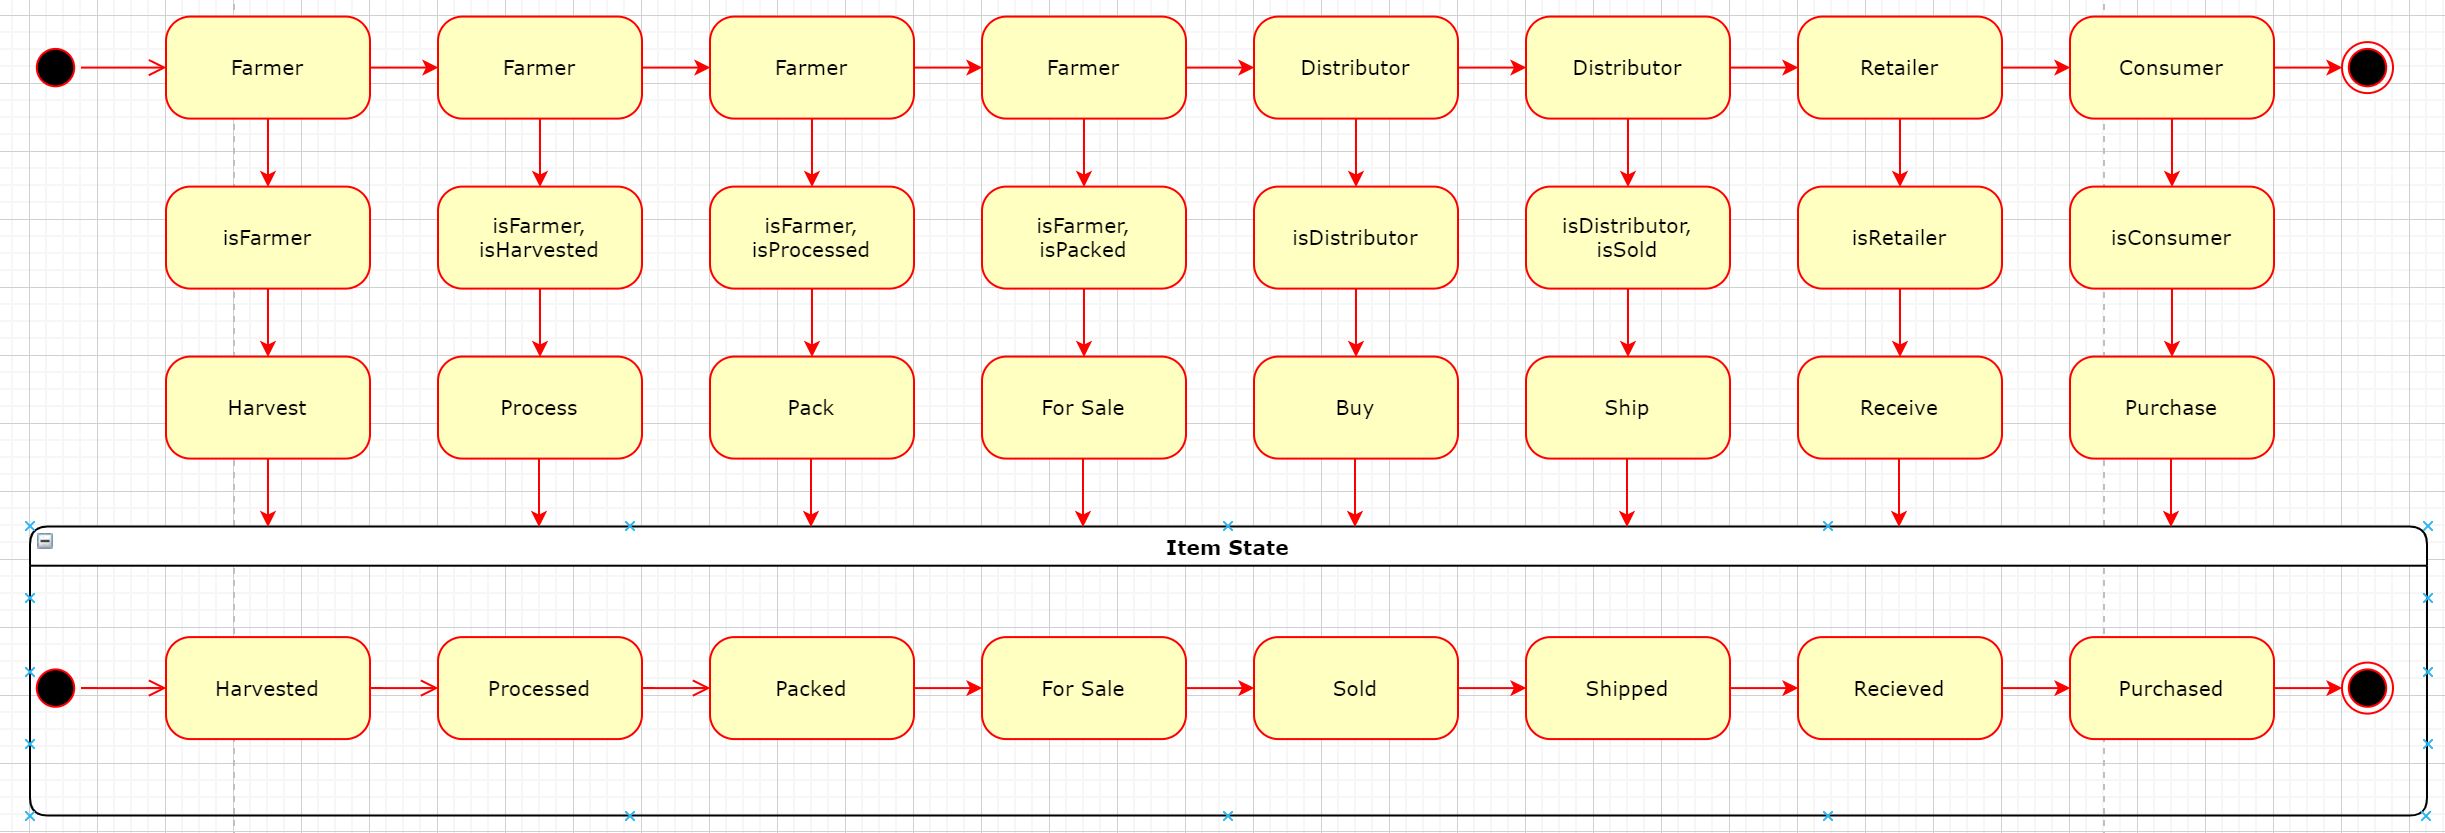 Farmer
Farmer
Farmer
Farmer
Distributor
Distributor
Retailer
Consumer
isFarmer
isFarmer,
isHarvested
isFarmer,
isProcessed
isFarmer,
isPacked
isDistributor
isDistributor,
isSold
isRetailer
isConsumer
Harvest
Process
Pack
For Sale
Buy
Ship
Receive
Purchase
Item State
Harvested
Processed
Packed
For Sale
Sold
Shipped
Recieved
Purchased